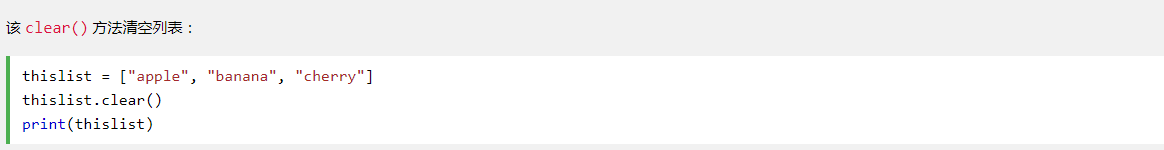 该 clear() 方法清空列表：
thislist = ["apple", "banana", "cherry"]
thislist.clear()
print(thislist)